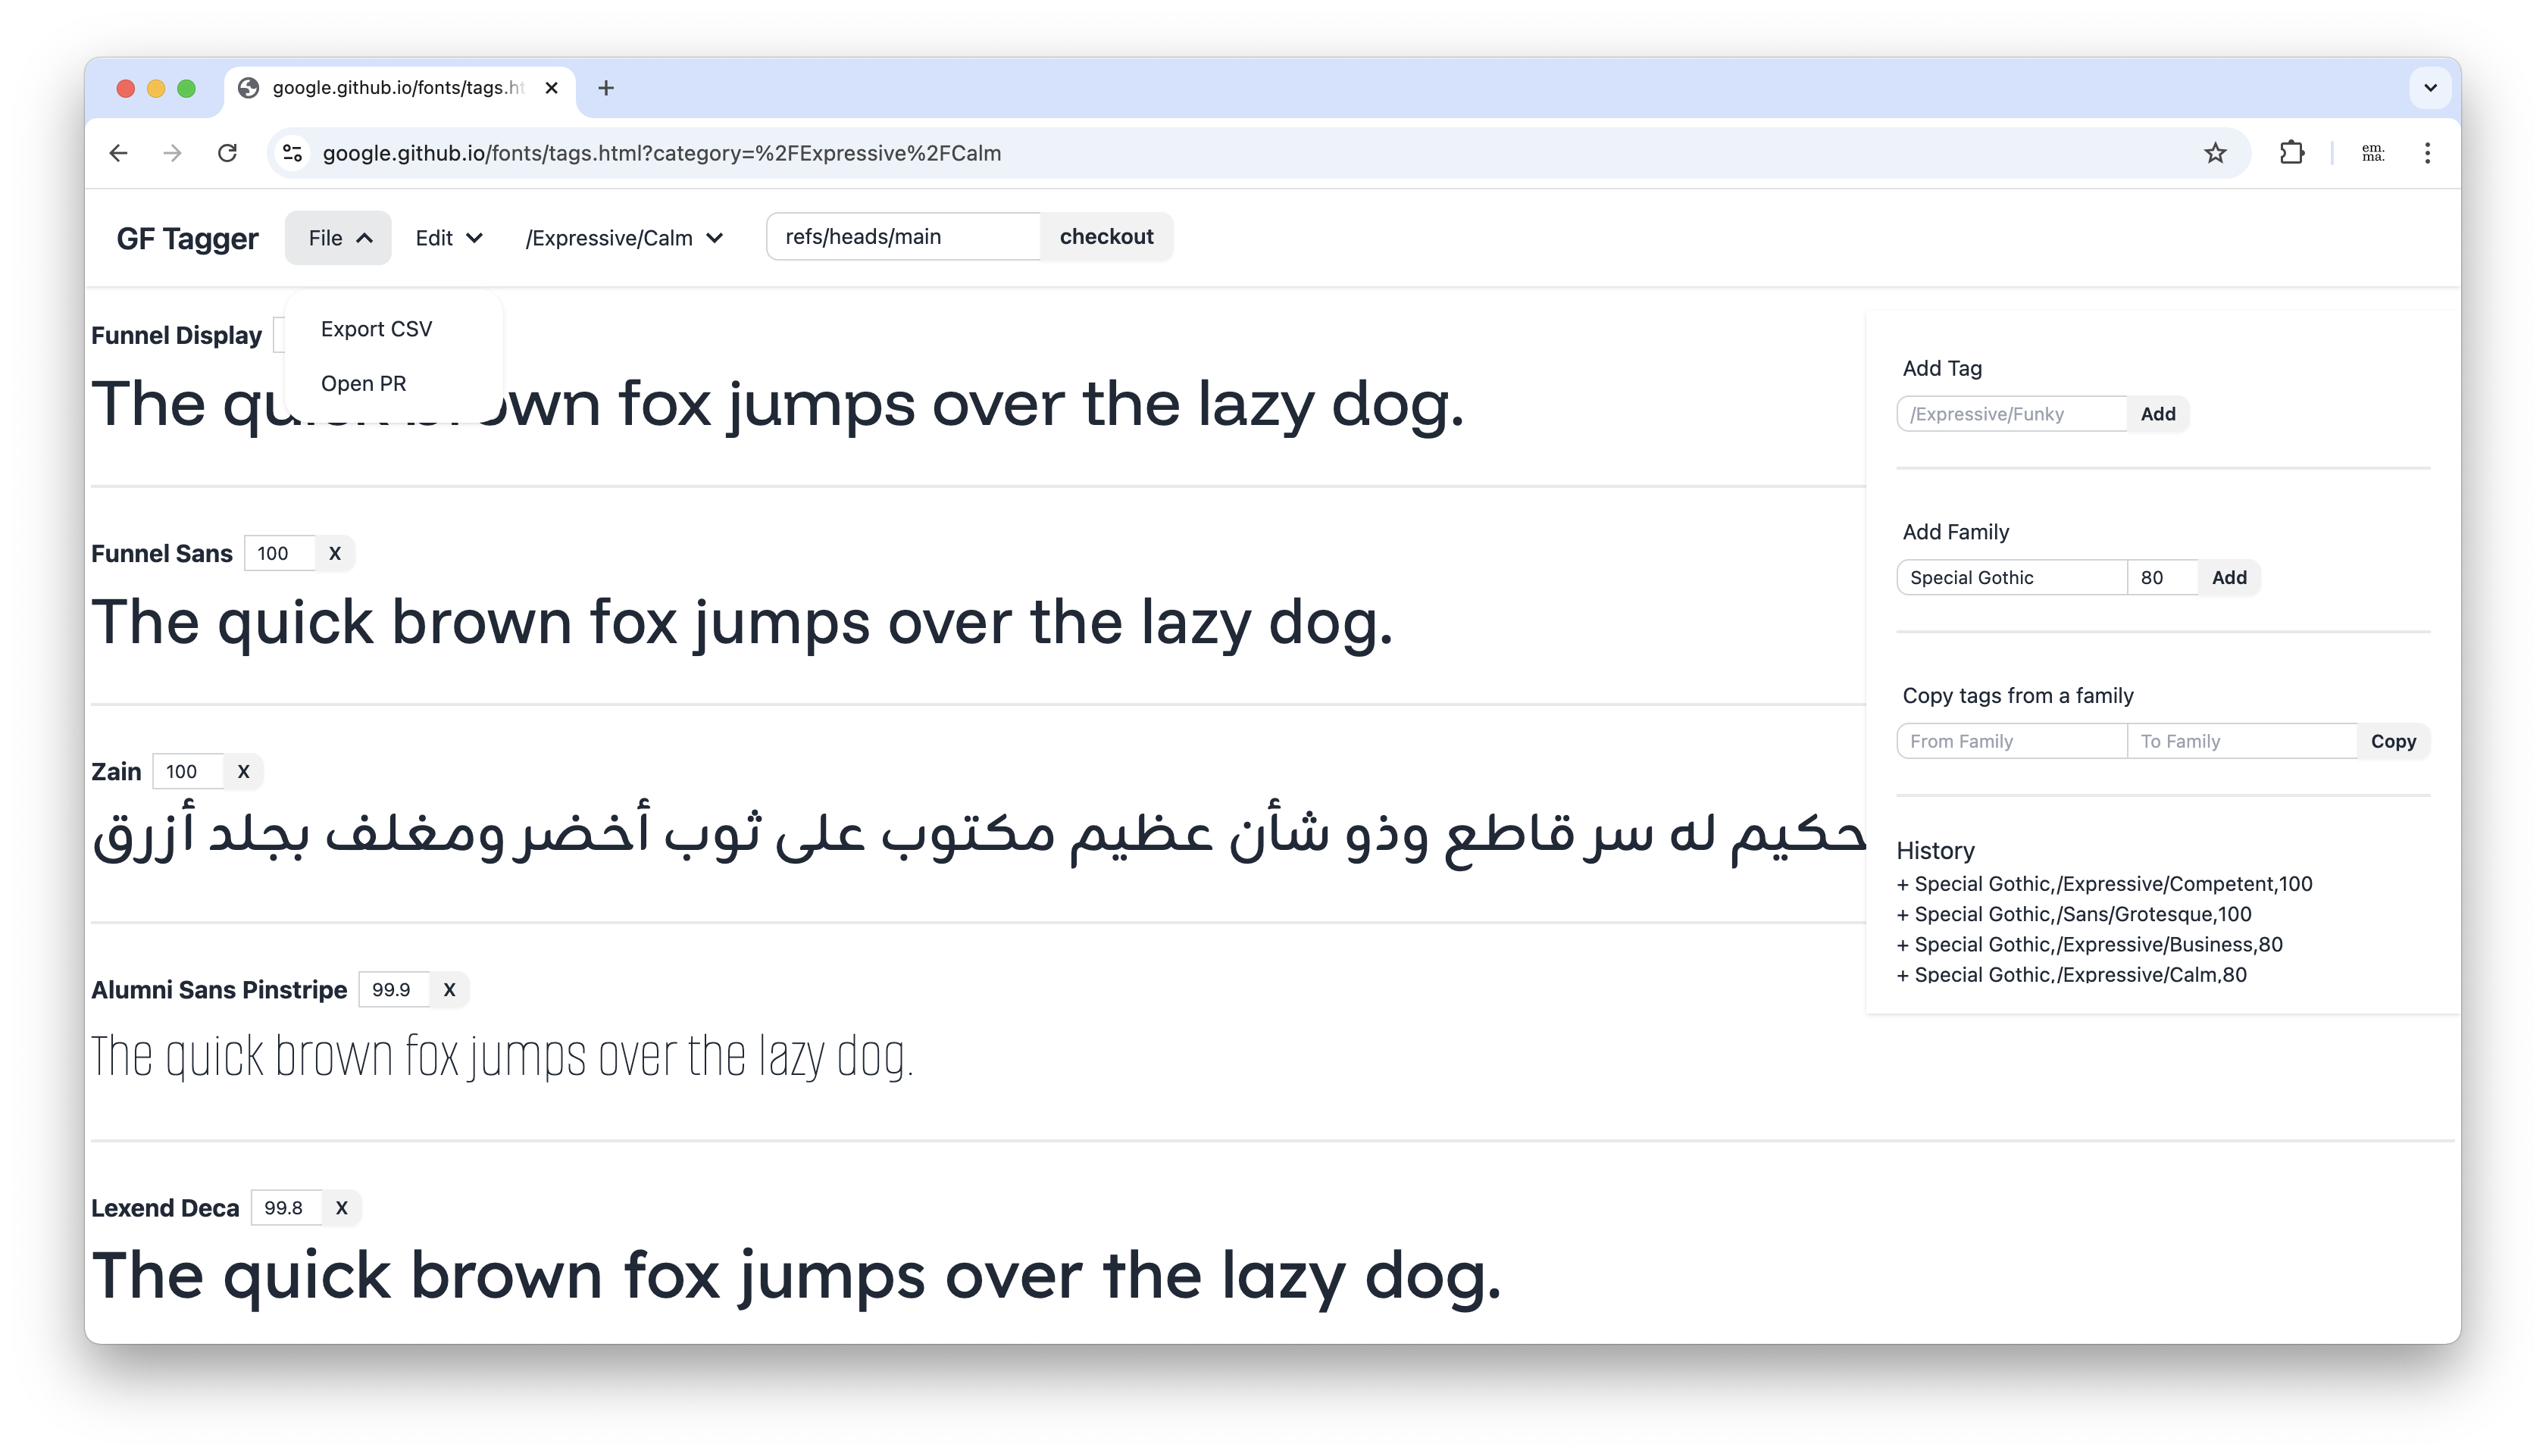 google.github.io/fonts/tags.ht
google.github.io/fonts/tags.html?category=%2FExpressive%2FCalm
em.
ma.
GF Tagger File Edit /Expressive/Calm refs/heads/main checkout
Export CSV
Open PR
Funnel Display
The quick brown fox jumps over the lazy dog.
Funnel Sans 100 X
The quick brown fox jumps over the lazy dog.
Zain 100 X
حكيم له سر قاطع وذو شأن عظيم مكتوب على ثوب أخضر ومغلف بجلد أزرق
Alumni Sans Pinstripe 99.9 X
The quick brown fox jumps over the lazy dog.
Lexend Deca 99.8 X
The quick brown fox jumps over the lazy dog.
Add Tag
/Expressive/Funky Add
Add Family
Special Gothic 80 Add
Copy tags from a family
From Family To Family Copy
History
+ Special Gothic,/Expressive/Competent,100
+ Special Gothic,/Sans/Grotesque,100
+ Special Gothic,/Expressive/Business,80
+ Special Gothic,/Expressive/Calm,80